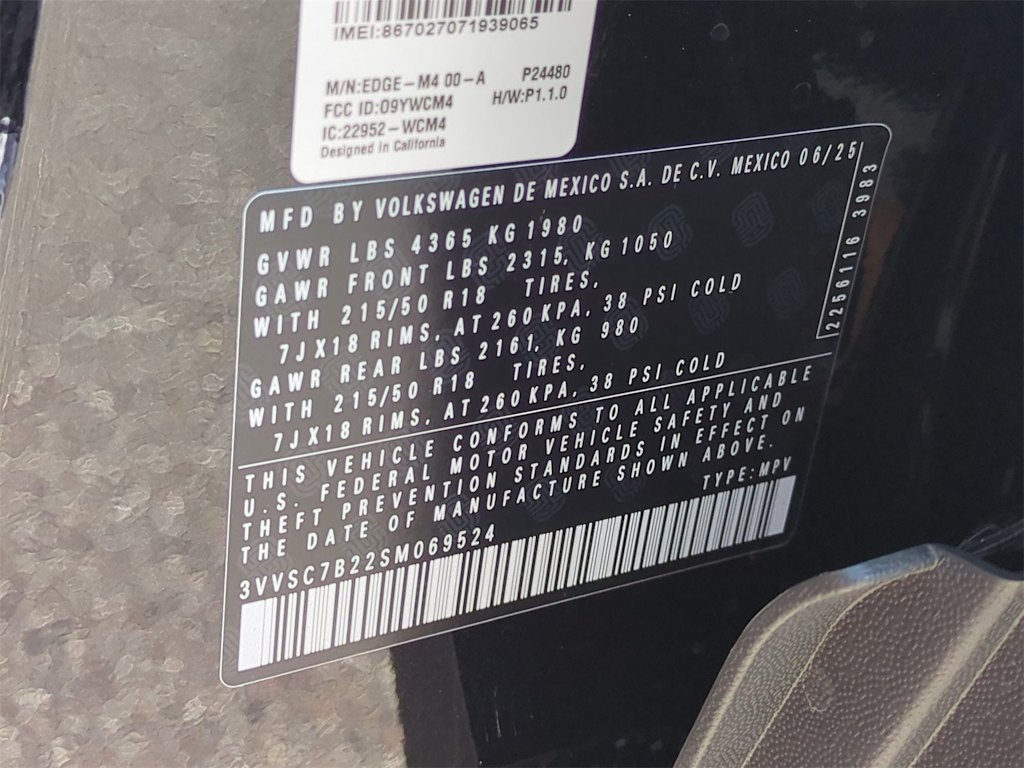 IMEI:867027071939065
M/N:EDGE-M4 00-A P24480
FCC ID:O9YWCM4 H/W:P1.1.0
IC:22952-WCM4
Designed in California
MFD BY VOLKSWAGEN DE MEXICO S.A. DE C.V. MEXICO 06/25
GVWR LBS 4365 KG 1980
GAWR FRONT LBS 2315, KG 1050
WITH 215/50 R18 TIRES,
7JX18 RIMS, AT 260 KPA, 38 PSI COLD
GAWR REAR LBS 2161, KG 980
WITH 215/50 R18 TIRES,
7JX18 RIMS, AT 260 KPA, 38 PSI COLD
2256116 3983
THIS VEHICLE CONFORMS TO ALL APPLICABLE
U.S. FEDERAL MOTOR VEHICLE SAFETY AND
THEFT PREVENTION STANDARDS IN EFFECT ON
THE DATE OF MANUFACTURE SHOWN ABOVE.
3VVSC7B22SM069524 TYPE: MPV